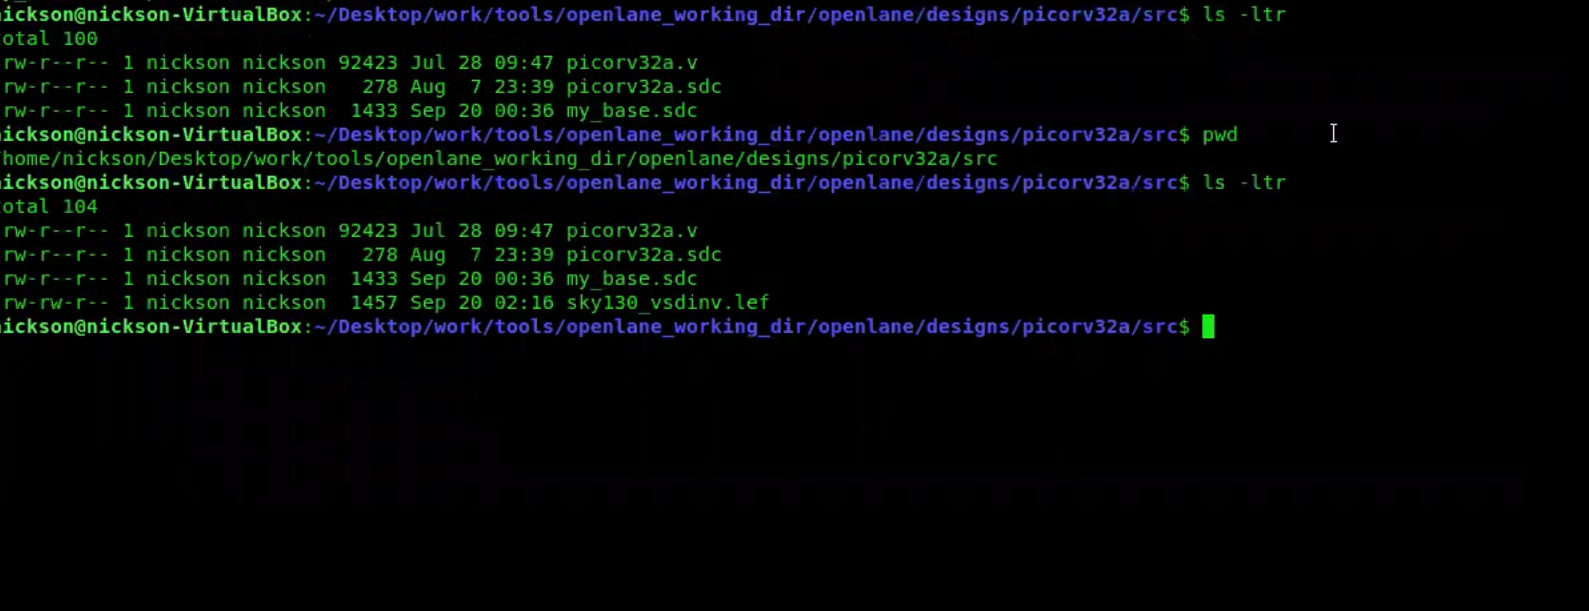 nickson@nickson-VirtualBox:~/Desktop/work/tools/openlane_working_dir/openlane/designs/picorv32a/src$ ls -ltr
otal 100
rw-r--r-- 1 nickson nickson 92423 Jul 28 09:47 picorv32a.v
rw-r--r-- 1 nickson nickson   278 Aug  7 23:39 picorv32a.sdc
rw-r--r-- 1 nickson nickson  1433 Sep 20 00:36 my_base.sdc
nickson@nickson-VirtualBox:~/Desktop/work/tools/openlane_working_dir/openlane/designs/picorv32a/src$ pwd
/home/nickson/Desktop/work/tools/openlane_working_dir/openlane/designs/picorv32a/src
nickson@nickson-VirtualBox:~/Desktop/work/tools/openlane_working_dir/openlane/designs/picorv32a/src$ ls -ltr
otal 104
rw-r--r-- 1 nickson nickson 92423 Jul 28 09:47 picorv32a.v
rw-r--r-- 1 nickson nickson   278 Aug  7 23:39 picorv32a.sdc
rw-r--r-- 1 nickson nickson  1433 Sep 20 00:36 my_base.sdc
rw-rw-r-- 1 nickson nickson  1457 Sep 20 02:16 sky130_vsdinv.lef
nickson@nickson-VirtualBox:~/Desktop/work/tools/openlane_working_dir/openlane/designs/picorv32a/src$